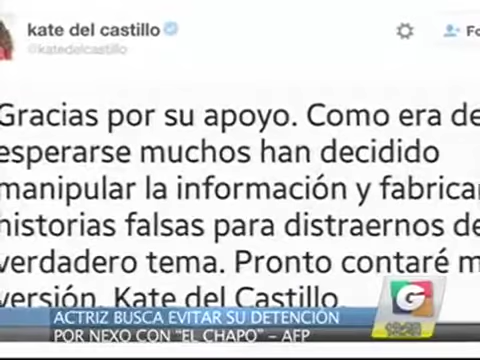 kate del castillo
@katedelcastillo
Gracias por su apoyo. Como era de
esperarse muchos han decidido
manipular la información y fabricar
historias falsas para distraernos de
verdadero tema. Pronto contaré m
versión. Kate del Castillo.
ACTRIZ BUSCA EVITAR SU DETENCIÓN
POR NEXO CON "EL CHAPO" – AFP
G